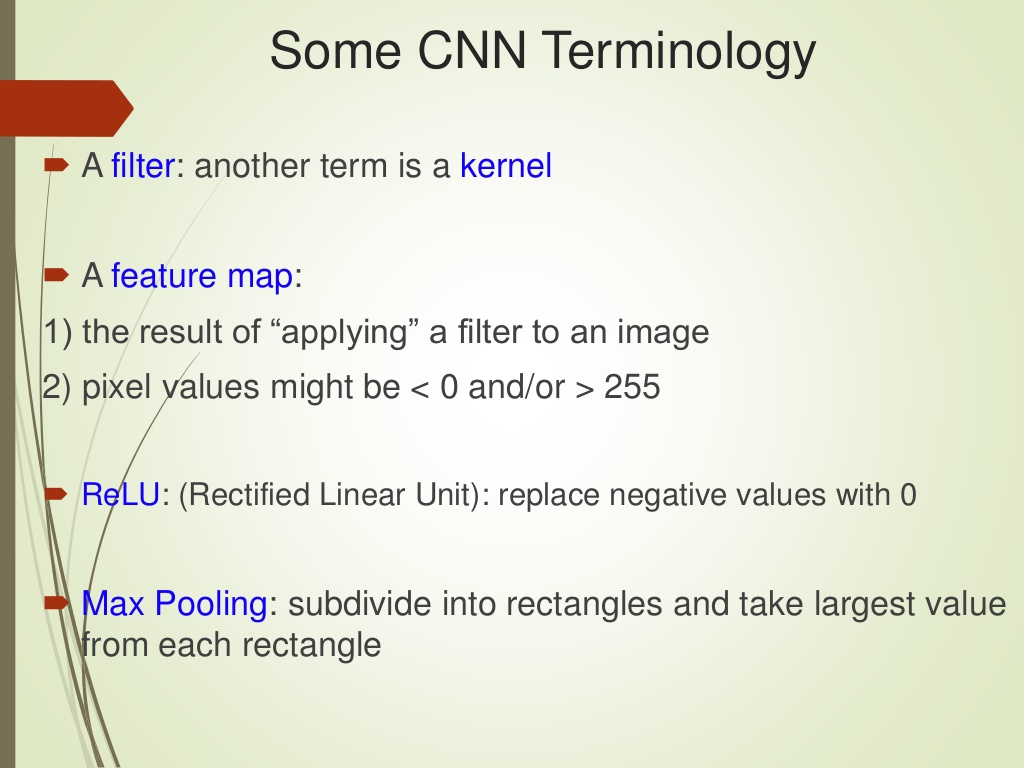 Some CNN Terminology
A filter: another term is a kernel
A feature map:
1) the result of “applying” a filter to an image
2) pixel values might be < 0 and/or > 255
ReLU: (Rectified Linear Unit): replace negative values with 0
Max Pooling: subdivide into rectangles and take largest value
from each rectangle